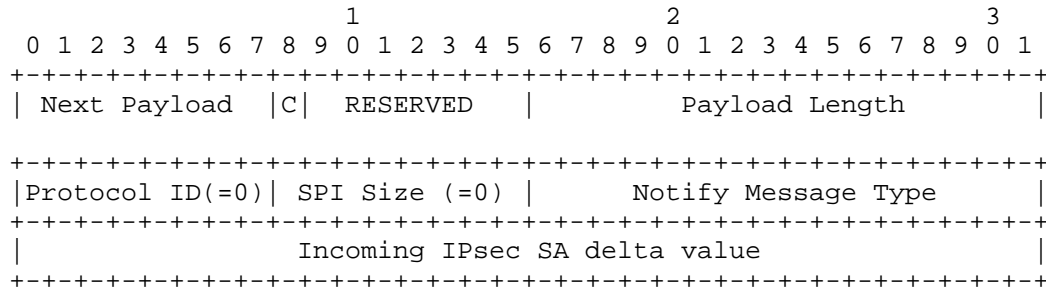 1                   2                   3
 0 1 2 3 4 5 6 7 8 9 0 1 2 3 4 5 6 7 8 9 0 1 2 3 4 5 6 7 8 9 0 1
+-+-+-+-+-+-+-+-+-+-+-+-+-+-+-+-+-+-+-+-+-+-+-+-+-+-+-+-+-+-+-+-+
| Next Payload  |C|  RESERVED   |         Payload Length        |
+-+-+-+-+-+-+-+-+-+-+-+-+-+-+-+-+-+-+-+-+-+-+-+-+-+-+-+-+-+-+-+-+
|Protocol ID(=0)| SPI Size (=0) |      Notify Message Type      |
+-+-+-+-+-+-+-+-+-+-+-+-+-+-+-+-+-+-+-+-+-+-+-+-+-+-+-+-+-+-+-+-+
|                 Incoming IPsec SA delta value                 |
+-+-+-+-+-+-+-+-+-+-+-+-+-+-+-+-+-+-+-+-+-+-+-+-+-+-+-+-+-+-+-+-+